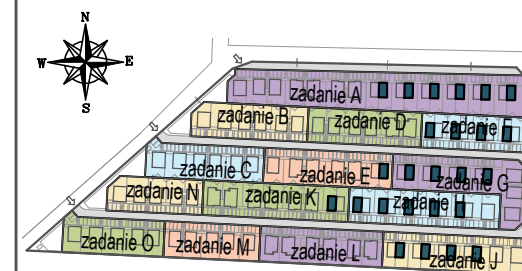 N
W E
S
zadanie A
zadanie B
zadanie D
zadanie
zadanie C
zadanie E
zadanie G
zadanie N
zadanie K
zadanie H
zadanie O
zadanie M
zadanie L
zadanie J